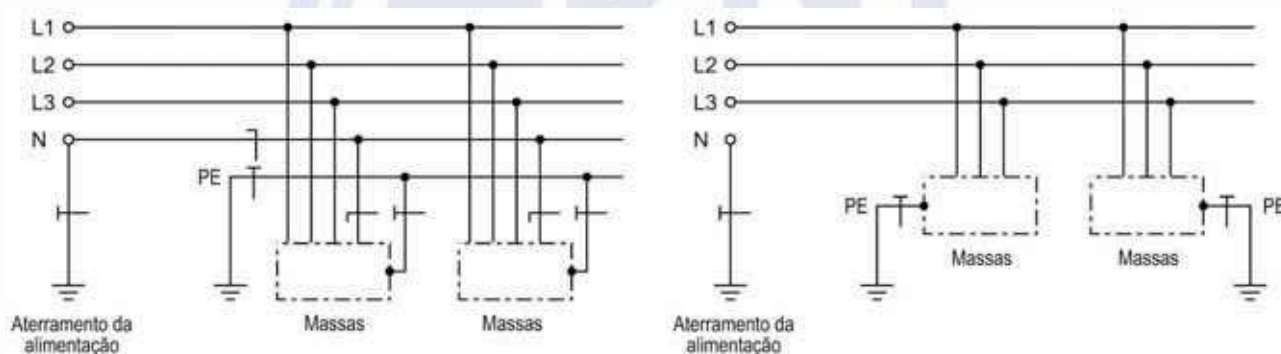 L1
L2
L3
N
PE
Massas
Massas
Aterramento da
alimentação
L1
L2
L3
N
PE
PE
Massas
Massas
Aterramento da
alimentação